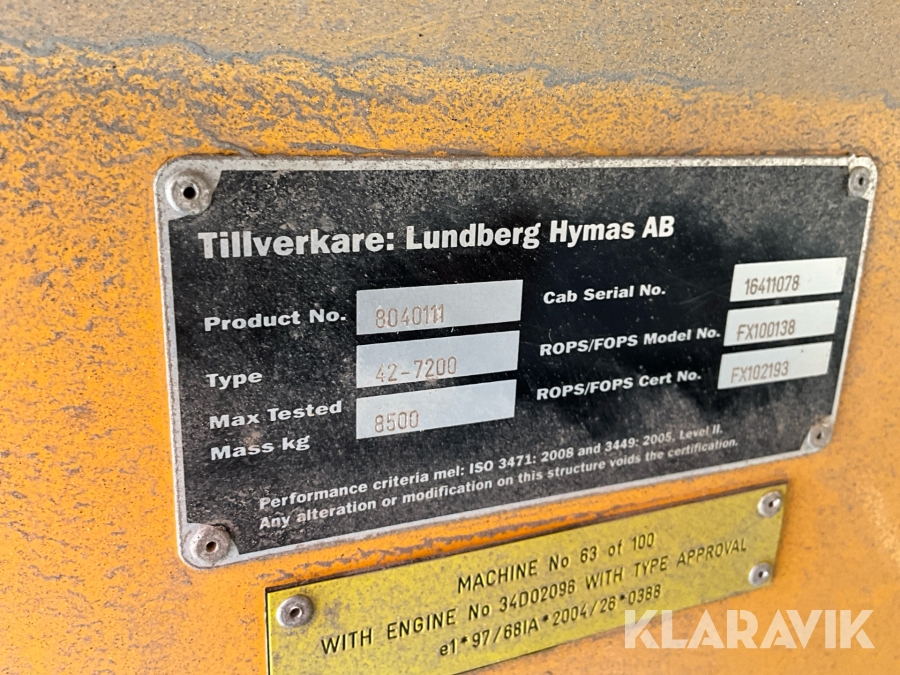 Tillverkare: Lundberg Hymas AB
Product No. 8040111
Type 42-7200
Max Tested Mass kg 8500
Cab Serial No. 16411078
ROPS/FOPS Model No. FX100138
ROPS/FOPS Cert No. FX102193
Performance criteria mel: ISO 3471: 2008 and 3449: 2005, Level II.
Any alteration or modification on this structure voids the certification.
MACHINE No 63 of 100
WITH ENGINE No 34D02096 WITH TYPE APPROVAL
e1*97/68IA*2004/26*0388
KLARAVIK